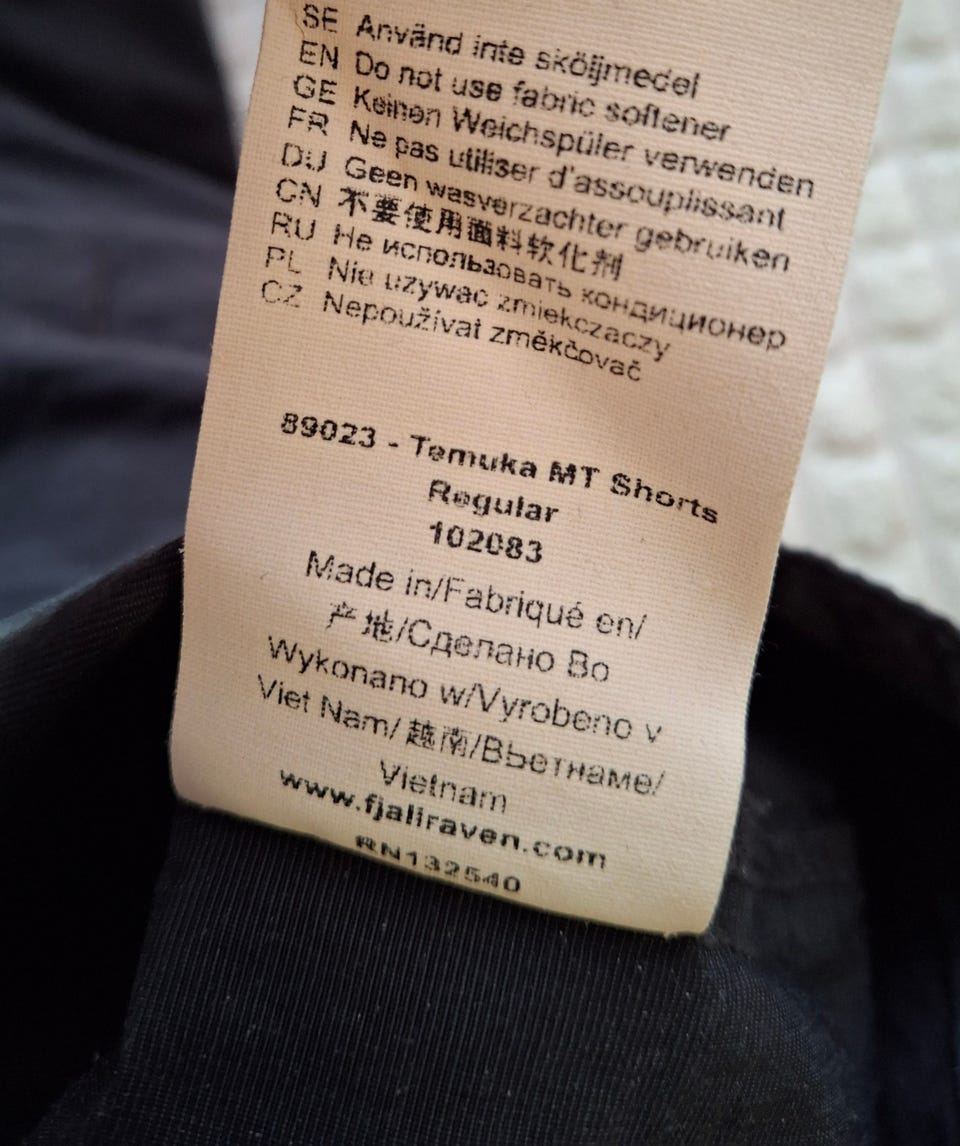 SE Använd inte sköljmedel
EN Do not use fabric softener
GE Keinen Weichspüler verwenden
FR Ne pas utiliser d'assouplissant
DU Geen wasverzachter gebruiken
CN 不要使用面料软化剂
RU Не использовать кондиционер
PL Nie uzywac zmiekczaczy
CZ Nepoužívat změkčovač
89023 - Temuka MT Shorts
Regular
102083
Made in/Fabriqué en/
产地/Сделано Во
Wykonano w/Vyrobeno v
Viet Nam/ 越南/Вьетнаме/
Vietnam
www.fjallraven.com
RN132540